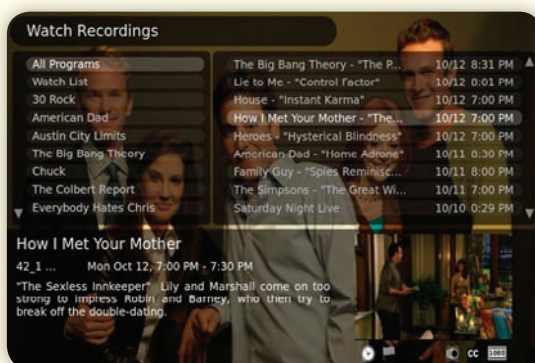 Watch Recordings
All Programs
Watch List
30 Rock
American Dad
Austin City Limits
The Big Bang Theory
Chuck
The Colbert Report
Everybody Hates Chris
The Big Bang Theory - "The P... 10/12 8:31 PM
Lie to Me - "Control Factor" 10/12 0:01 PM
House - "Instant Karma" 10/12 7:00 PM
How I Met Your Mother - "The... 10/12 7:00 PM
Heroes - "Hysterical Blindness" 10/12 7:00 PM
American Dad - "Home Adrone" 10/11 8:30 PM
Family Guy - "Spies Reminisc... 10/11 8:00 PM
The Simpsons - "The Great Wi... 10/11 7:00 PM
Saturday Night Live 10/10 0:29 PM
How I Met Your Mother
42_1 ... Mon Oct 12, 7:00 PM - 7:30 PM
"The Sexless Innkeeper" Lily and Marshall come on too
strong to impress Robin and Barney, who then try to
break off the double-dating.
CC 1080